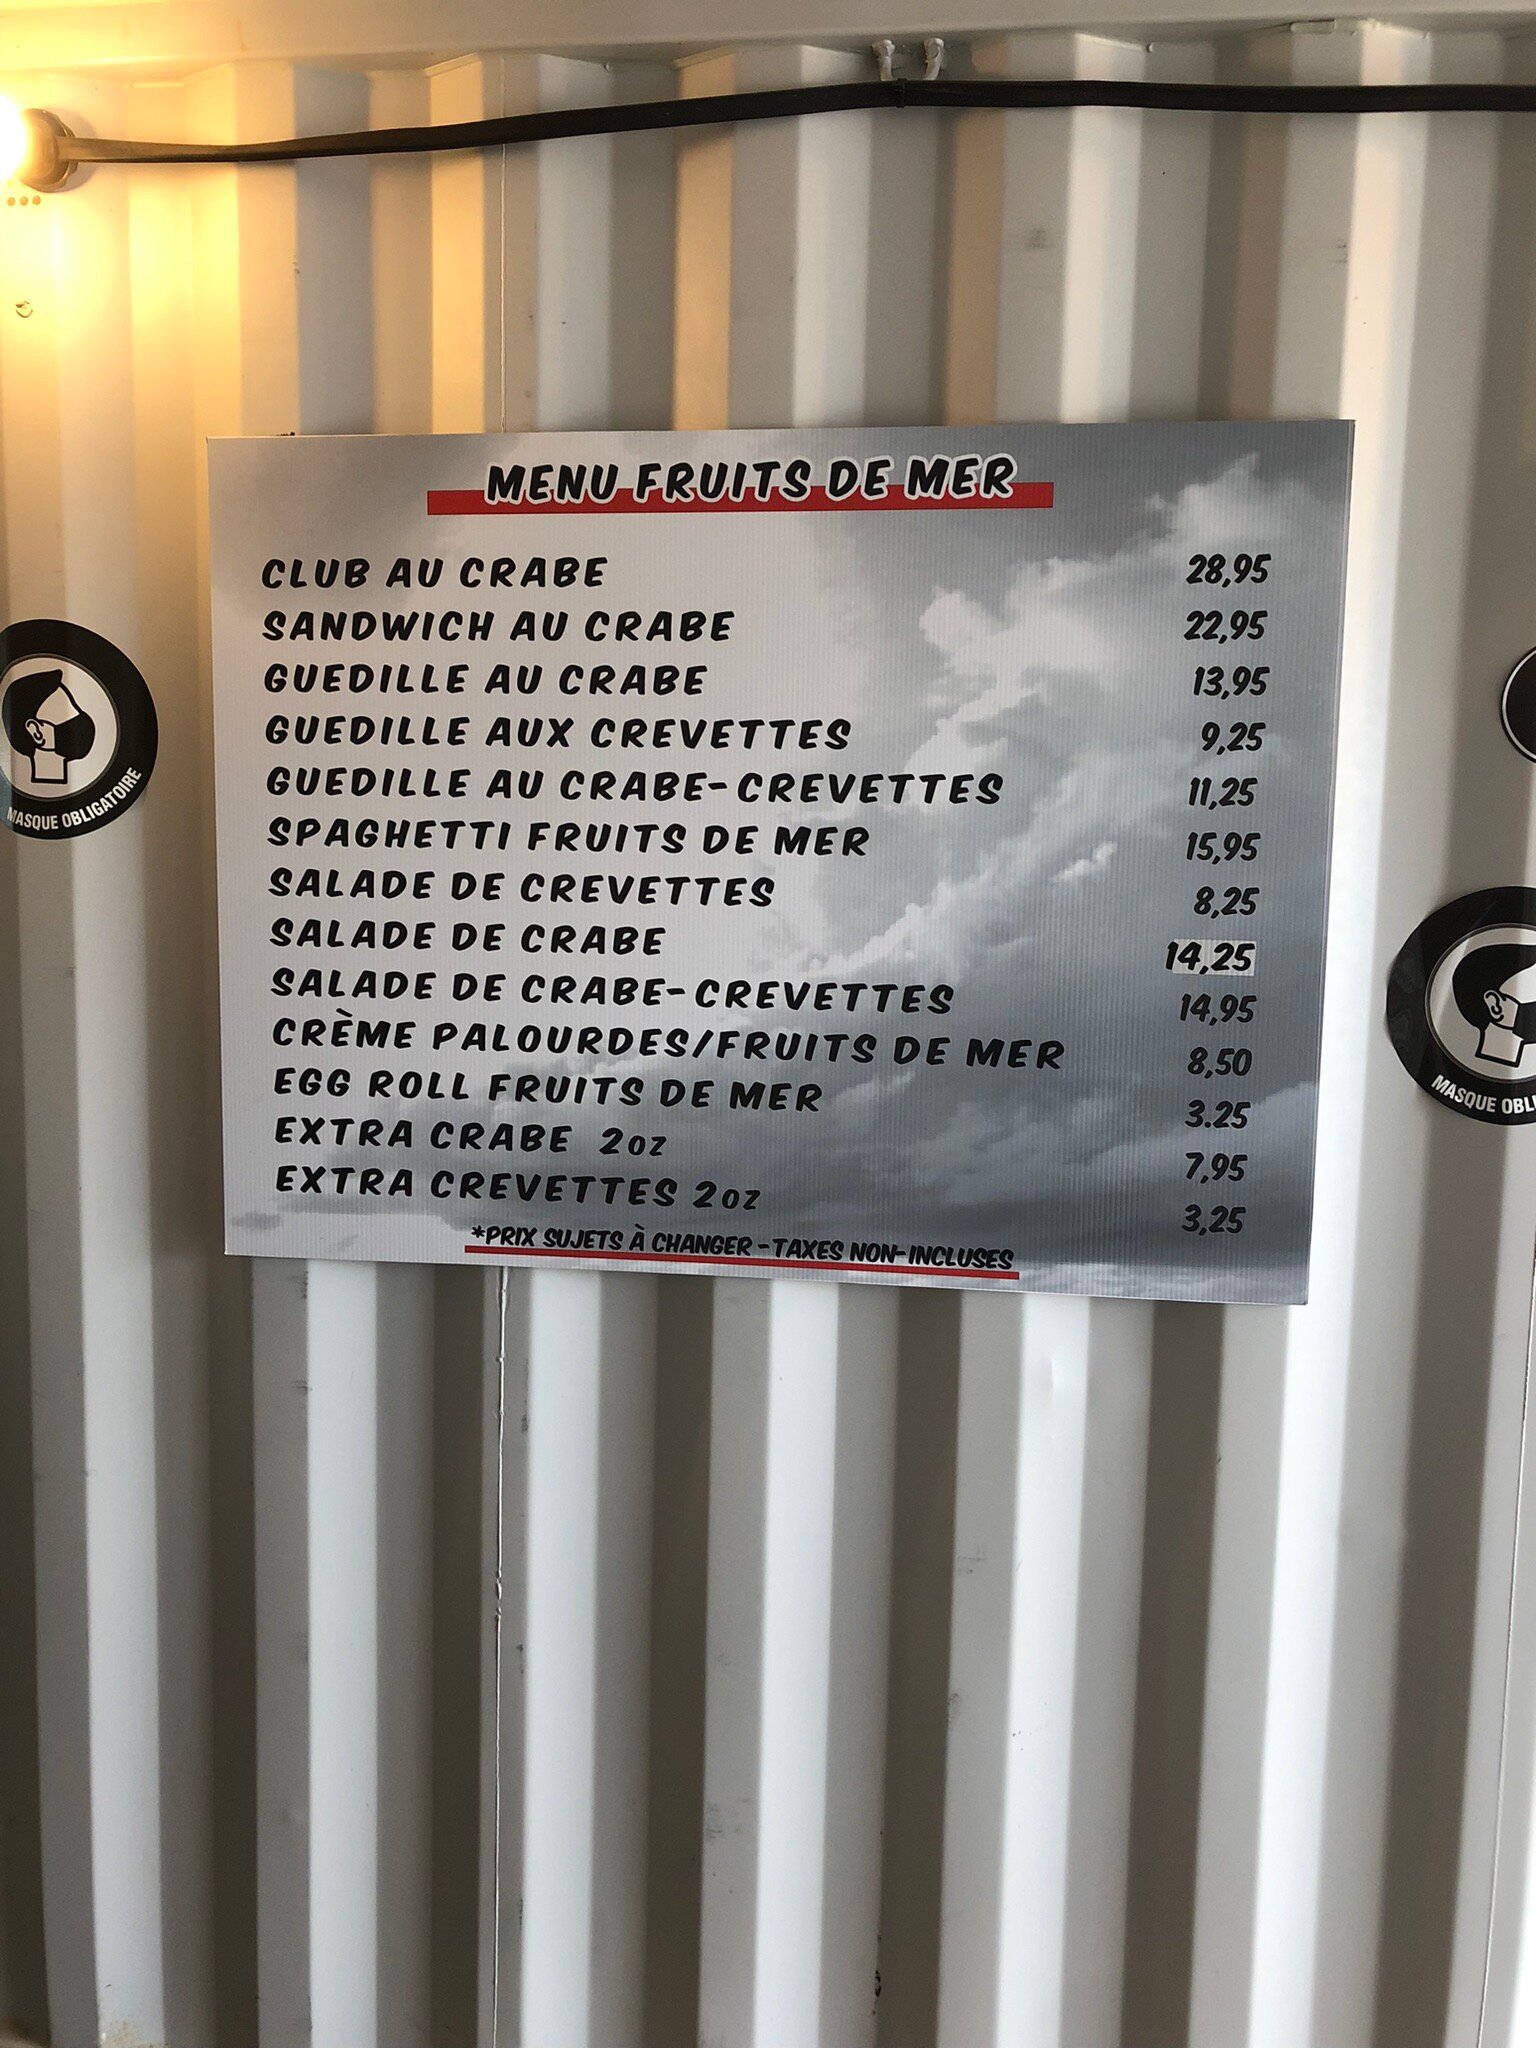 MENU FRUITS DE MER
CLUB AU CRABE 28,95
SANDWICH AU CRABE 22,95
GUEDILLE AU CRABE 13,95
GUEDILLE AUX CREVETTES 9,25
GUEDILLE AU CRABE-CREVETTES 11,25
SPAGHETTI FRUITS DE MER 15,95
SALADE DE CREVETTES 8,25
SALADE DE CRABE 14,25
SALADE DE CRABE-CREVETTES 14,95
CRÈME PALOURDES/FRUITS DE MER 8,50
EGG ROLL FRUITS DE MER 3.25
EXTRA CRABE 2oz 7,95
EXTRA CREVETTES 2oz 3,25
*PRIX SUJETS À CHANGER -TAXES NON-INCLUSES
MASQUE OBLIGATOIRE
MASQUE OBLI